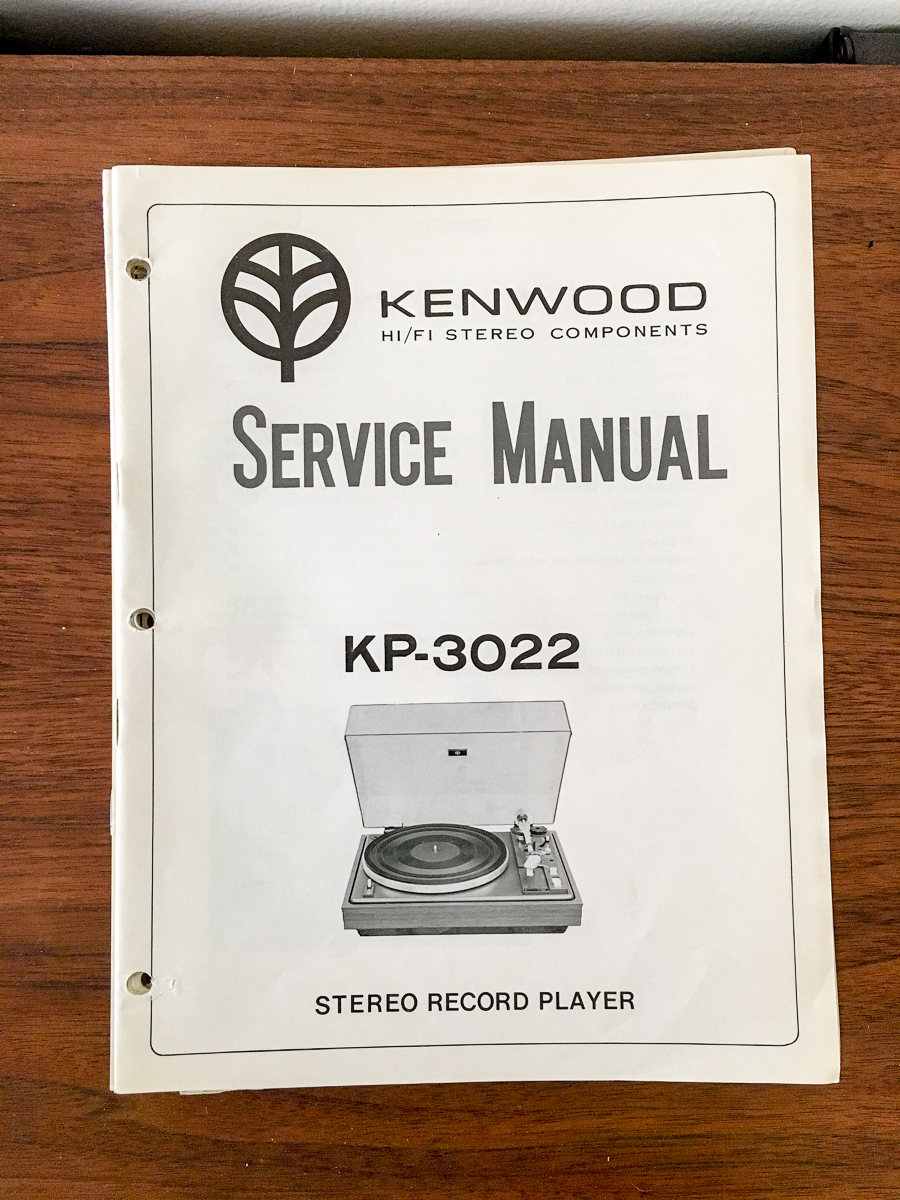 KENWOOD
HI/FI STEREO COMPONENTS
SERVICE MANUAL
KP-3022
STEREO RECORD PLAYER